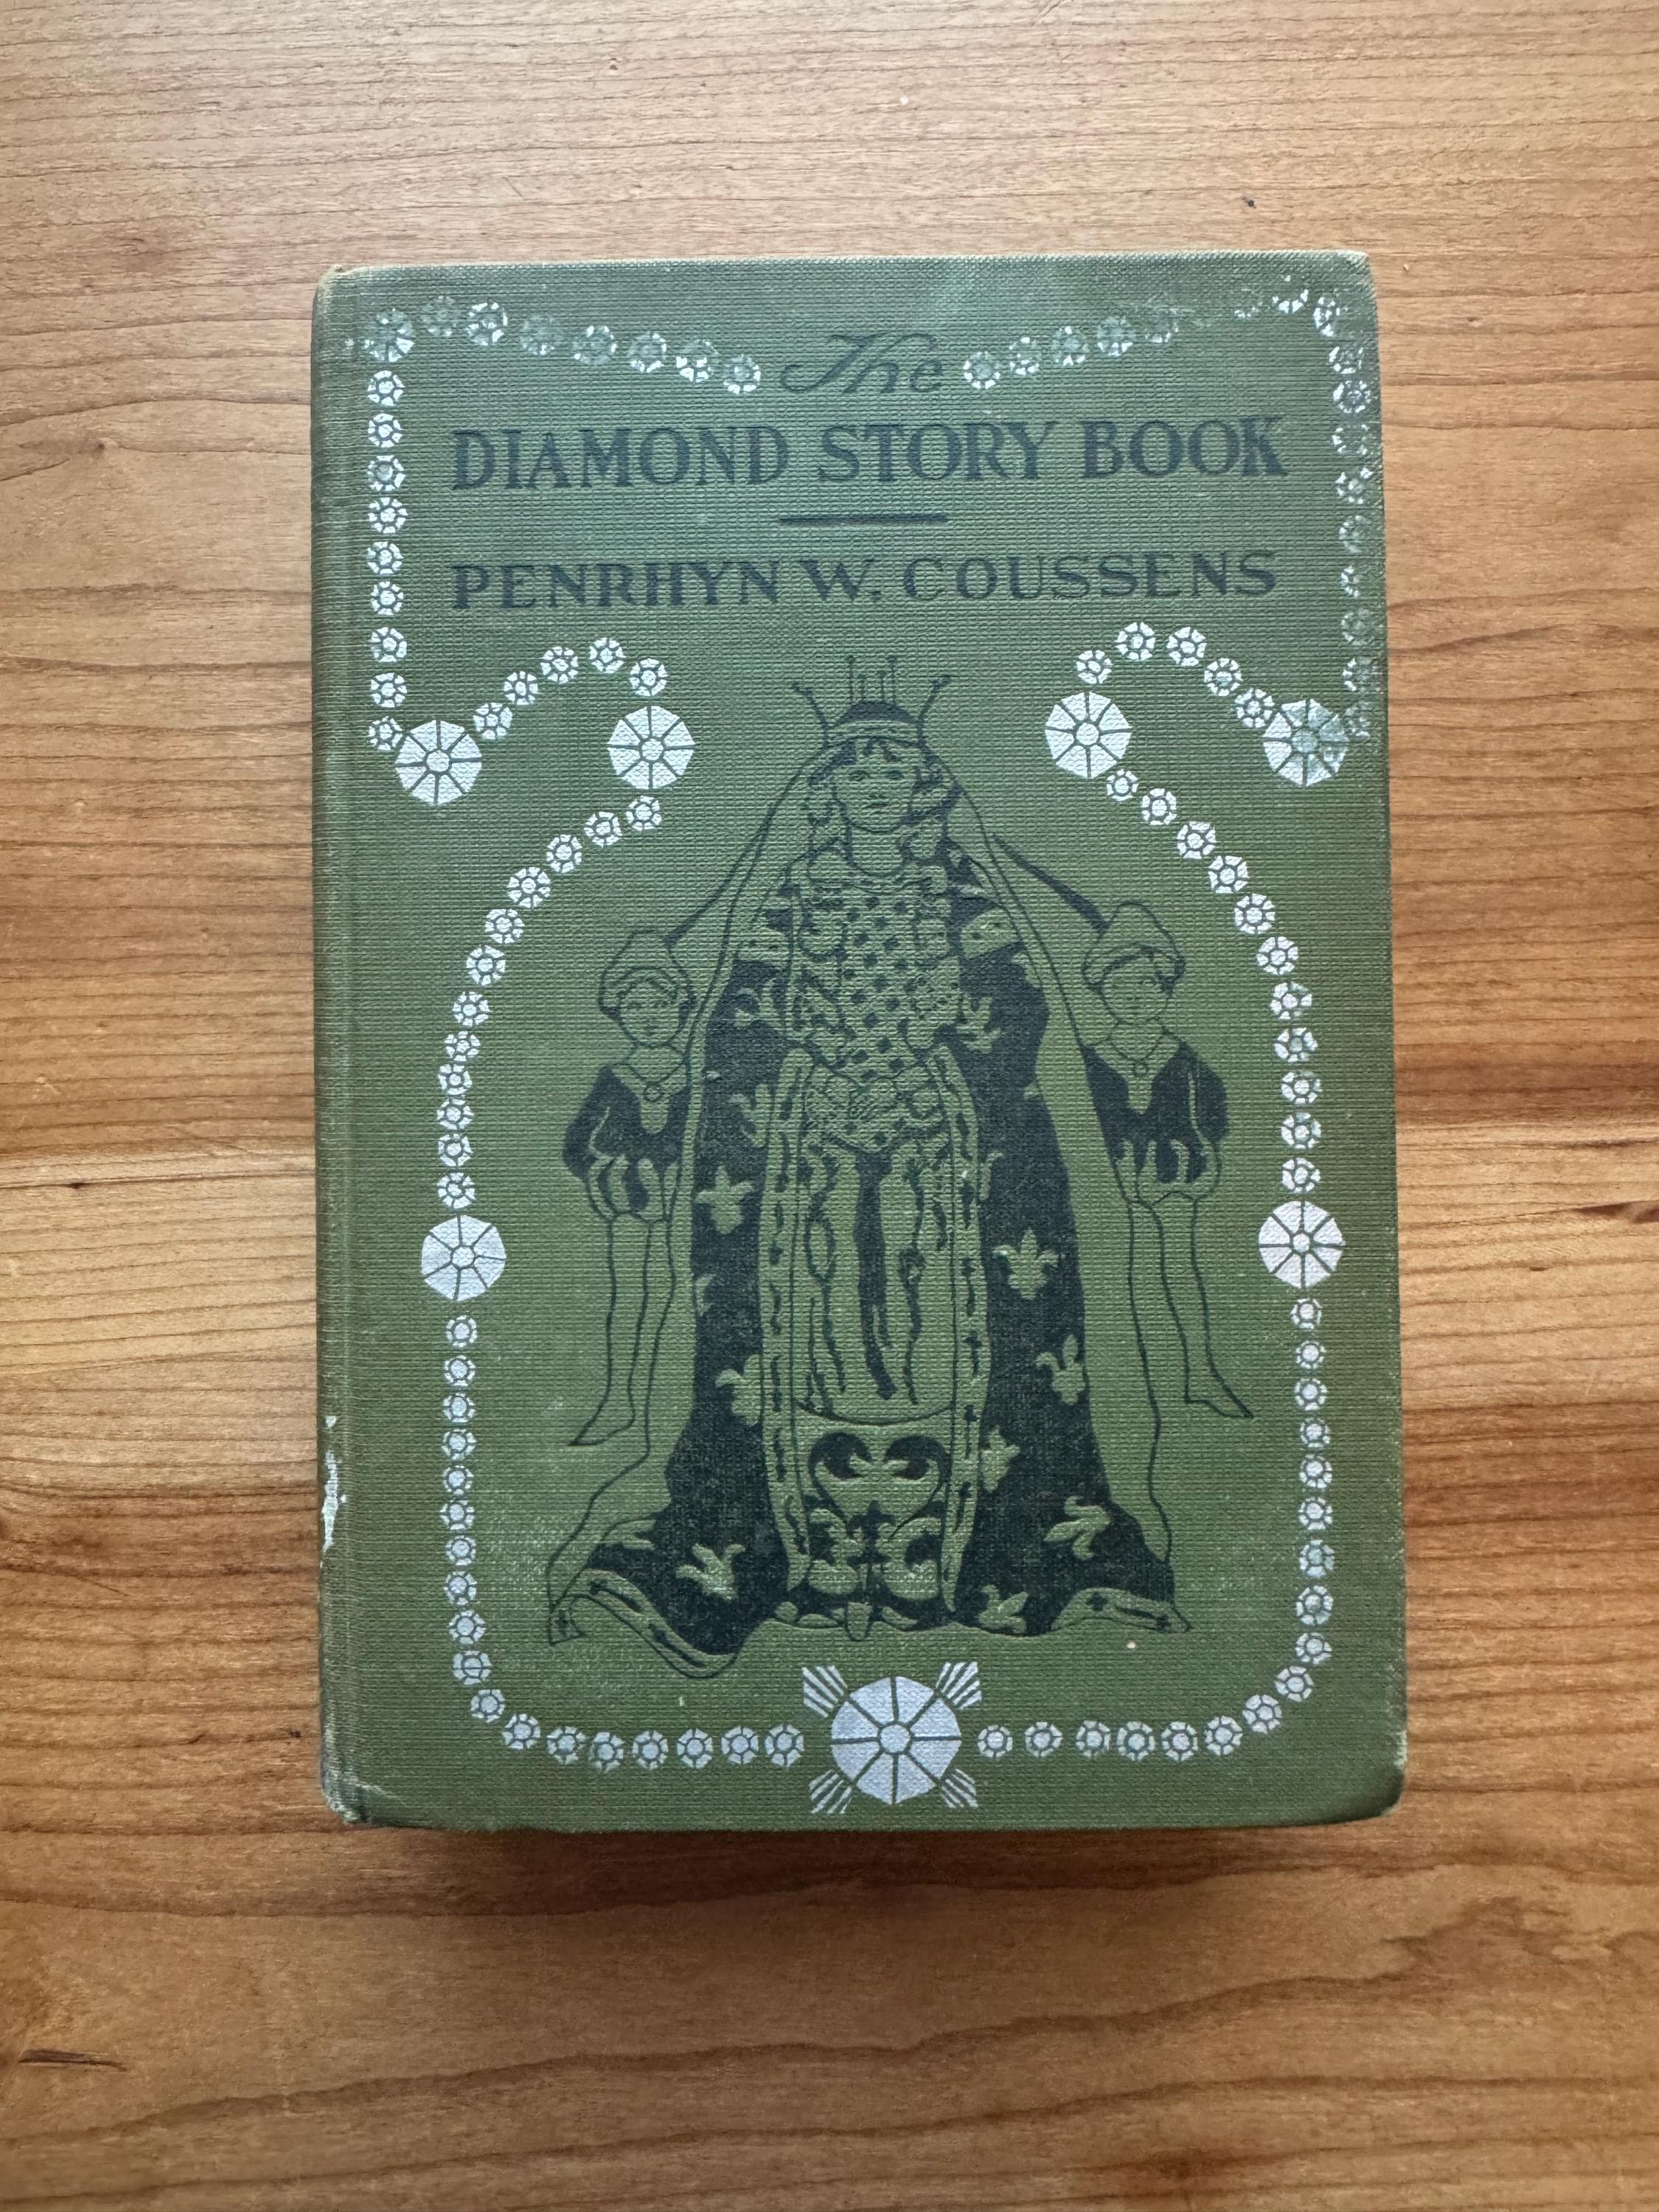 The
DIAMOND STORY BOOK
PENRHYN W. COUSSENS